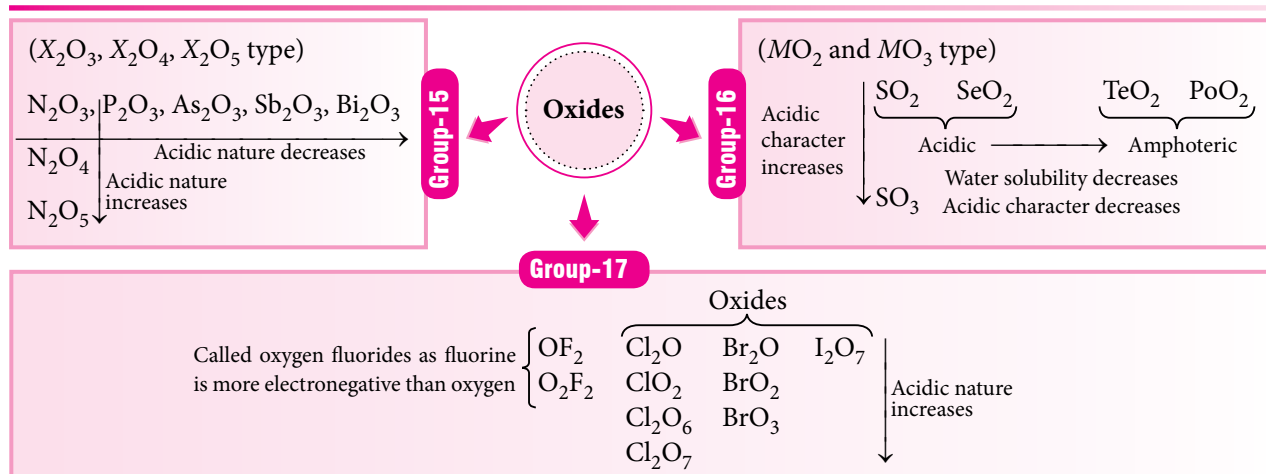 Oxides
Group-15
(X₂O₃, X₂O₄, X₂O₅ type)
N₂O₃, P₂O₃, As₂O₃, Sb₂O₃, Bi₂O₃
Acidic nature decreases
N₂O₄
Acidic nature
increases
N₂O₅
Group-16
(MO₂ and MO₃ type)
SO₂ SeO₂ TeO₂ PoO₂
Acidic
character
increases
Acidic Amphoteric
Water solubility decreases
Acidic character decreases
SO₃
Group-17
Oxides
Called oxygen fluorides as fluorine
is more electronegative than oxygen
OF₂ Cl₂O Br₂O I₂O₇
O₂F₂ ClO₂ BrO₂
Cl₂O₆ BrO₃
Cl₂O₇
Acidic nature
increases